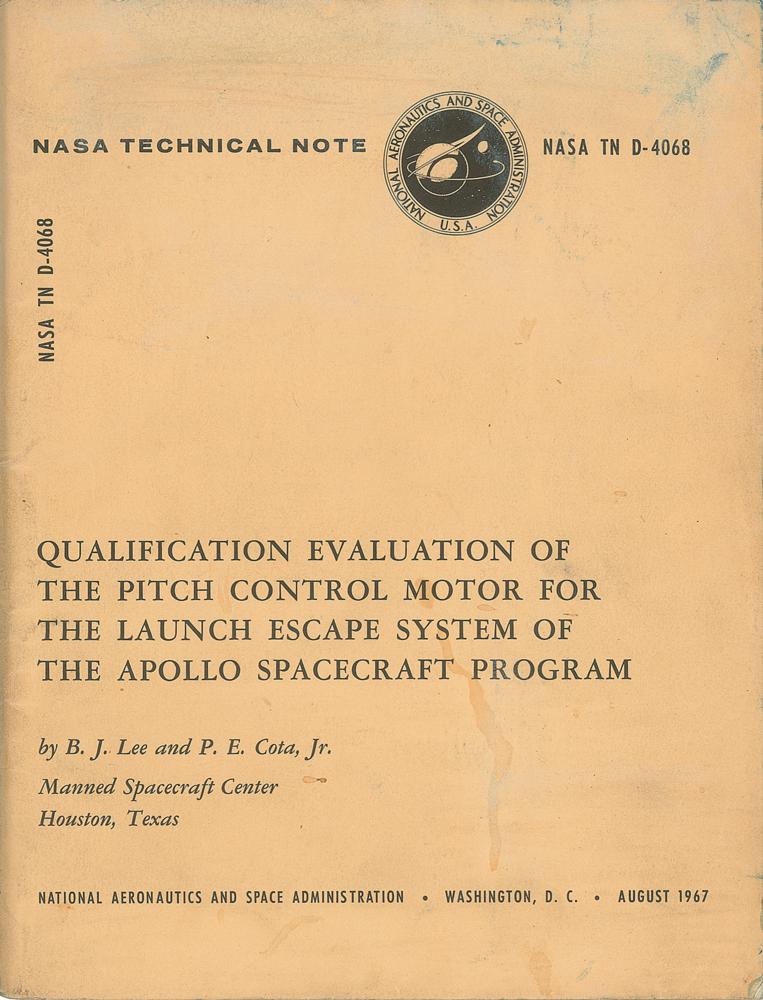 NASA TECHNICAL NOTE
NATIONAL AERONAUTICS AND SPACE ADMINISTRATION
U.S.A.
NASA TN D-4068
NASA TN D-4068
QUALIFICATION EVALUATION OF
THE PITCH CONTROL MOTOR FOR
THE LAUNCH ESCAPE SYSTEM OF
THE APOLLO SPACECRAFT PROGRAM
by B. J. Lee and P. E. Cota, Jr.
Manned Spacecraft Center
Houston, Texas
NATIONAL AERONAUTICS AND SPACE ADMINISTRATION • WASHINGTON, D. C. • AUGUST 1967